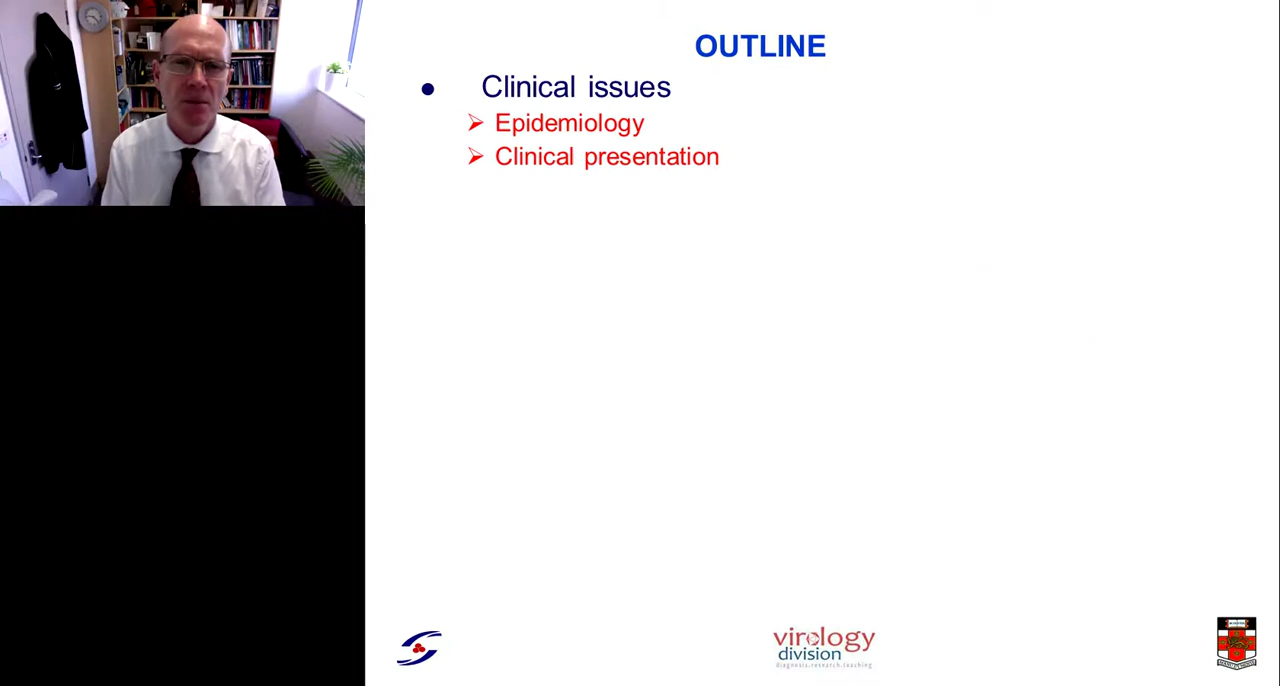 OUTLINE
Clinical issues
Epidemiology
Clinical presentation
virology
division
diagnosis.research.teaching